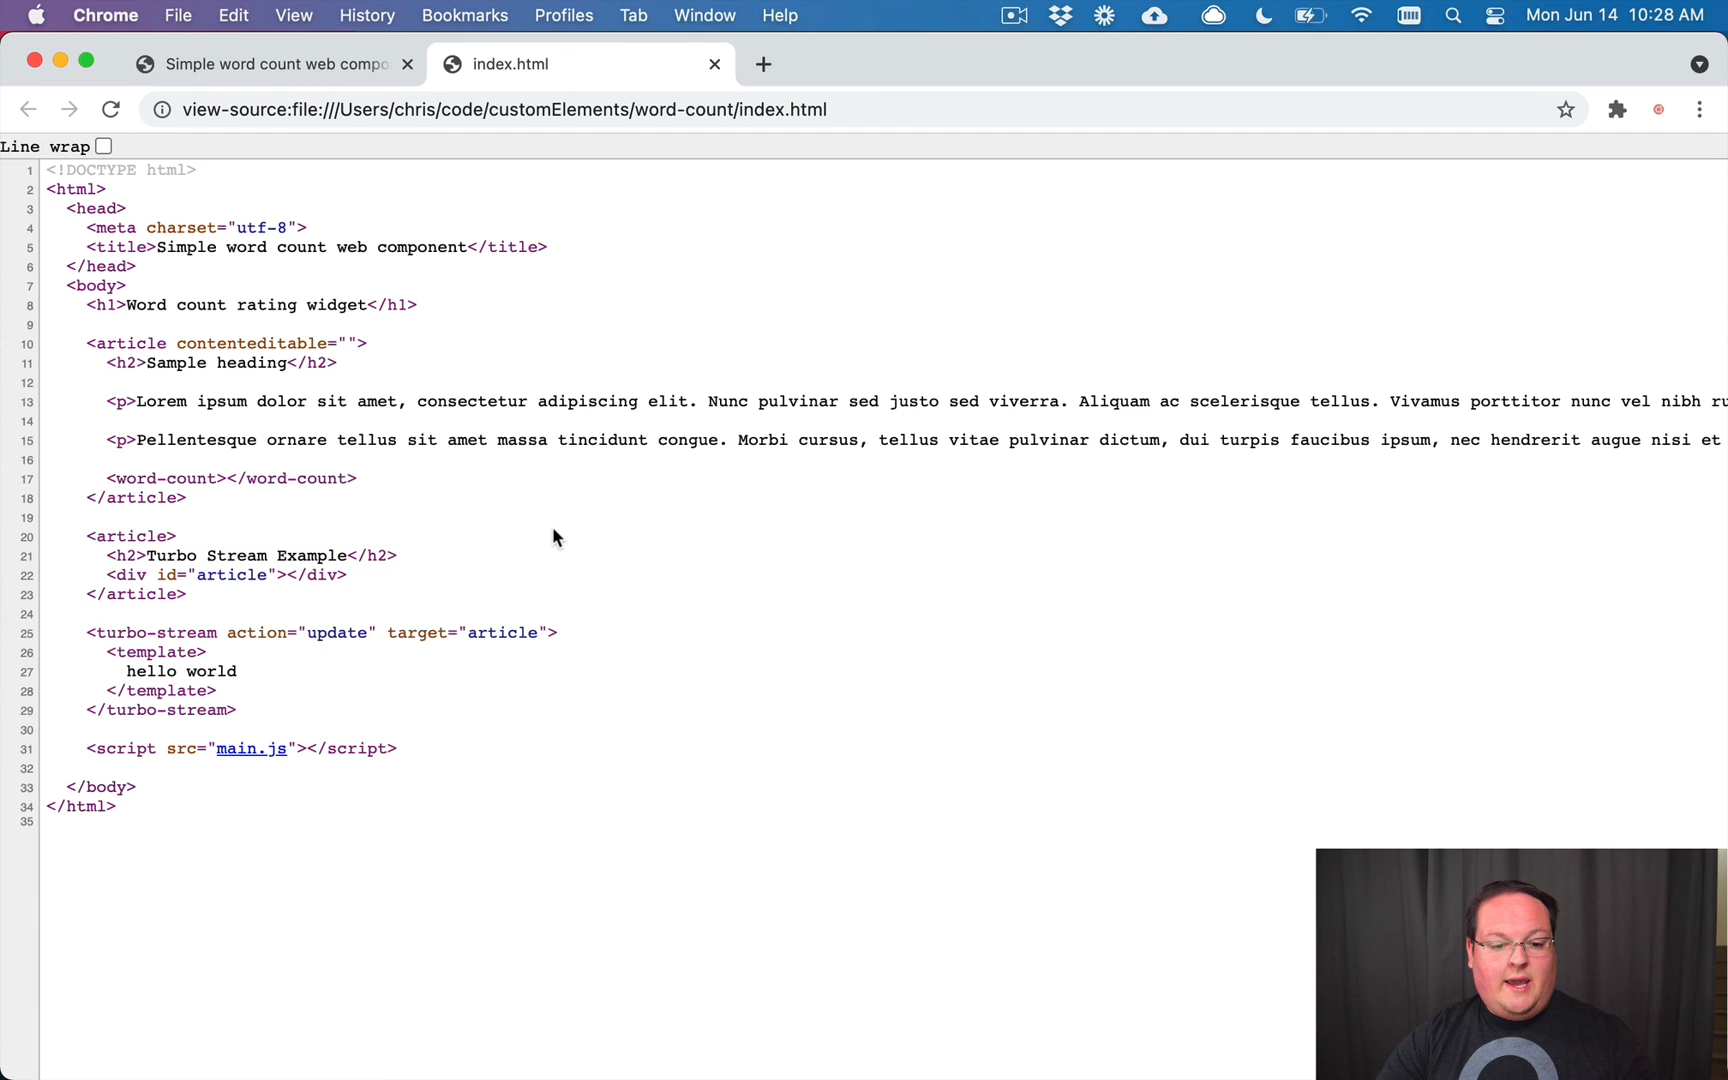 Chrome File Edit View History Bookmarks Profiles Tab Window Help Mon Jun 14 10:28 AM
Simple word count web compo index.html
view-source:file:///Users/chris/code/customElements/word-count/index.html
Line wrap
1 <!DOCTYPE html>
2 <html>
3 <head>
4 <meta charset="utf-8">
5 <title>Simple word count web component</title>
6 </head>
7 <body>
8 <h1>Word count rating widget</h1>
9
10 <article contenteditable="">
11 <h2>Sample heading</h2>
12
13 <p>Lorem ipsum dolor sit amet, consectetur adipiscing elit. Nunc pulvinar sed justo sed viverra. Aliquam ac scelerisque tellus. Vivamus porttitor nunc vel nibh ru
14
15 <p>Pellentesque ornare tellus sit amet massa tincidunt congue. Morbi cursus, tellus vitae pulvinar dictum, dui turpis faucibus ipsum, nec hendrerit augue nisi et
16
17 <word-count></word-count>
18 </article>
19
20 <article>
21 <h2>Turbo Stream Example</h2>
22 <div id="article"></div>
23 </article>
24
25 <turbo-stream action="update" target="article">
26 <template>
27 hello world
28 </template>
29 </turbo-stream>
30
31 <script src="main.js"></script>
32
33 </body>
34 </html>
35